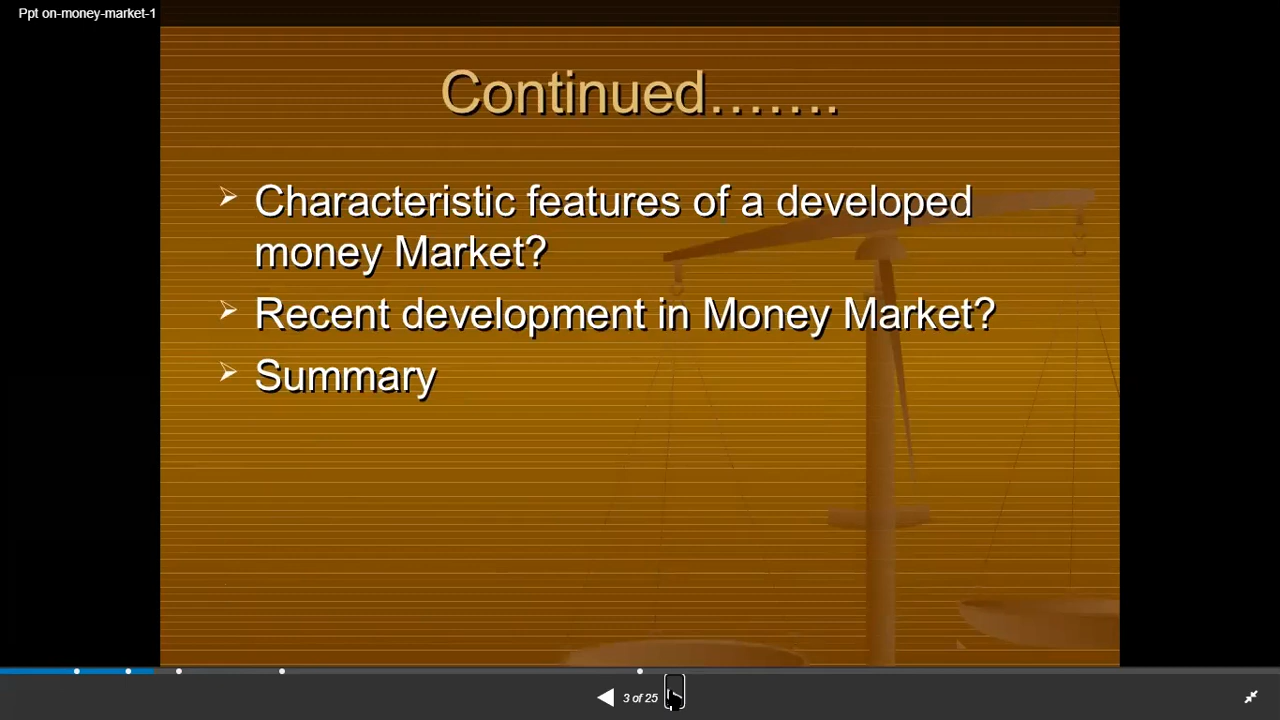 Ppt on-money-market-1
Continued…….
Characteristic features of a developed
money Market?
Recent development in Money Market?
Summary
3 of 25